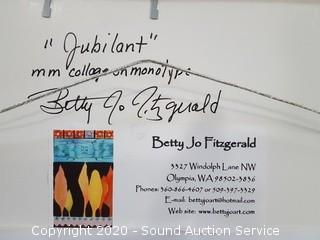 "Jubilant"
mm collage on monotype
Betty Jo Fitzgerald
Betty Jo Fitzgerald
3327 Windolph Lane NW
Olympia, WA 98502-3856
Phones: 360-866-4607 or 509-397-3329
E-mail: bettyjoart@hotmail.com
Web site: www.bettyjoart.com
Copyright 2020 - Sound Auction Service